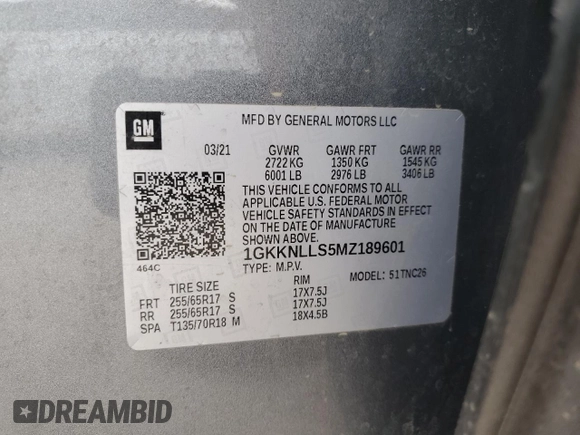 GM
MFD BY GENERAL MOTORS LLC
03/21 GVWR GAWR FRT GAWR RR
2722 KG 1350 KG 1545 KG
6001 LB 2976 LB 3406 LB
THIS VEHICLE CONFORMS TO ALL
APPLICABLE U.S. FEDERAL MOTOR
VEHICLE SAFETY STANDARDS IN EFFECT
ON THE DATE OF MANUFACTURE
SHOWN ABOVE.
1GKKNLLS5MZ189601
464C
TYPE: M.P.V. MODEL: 51TNC26
TIRE SIZE RIM
FRT 255/65R17 S 17X7.5J
RR 255/65R17 S 17X7.5J
SPA T135/70R18 M 18X4.5B
DREAMBID